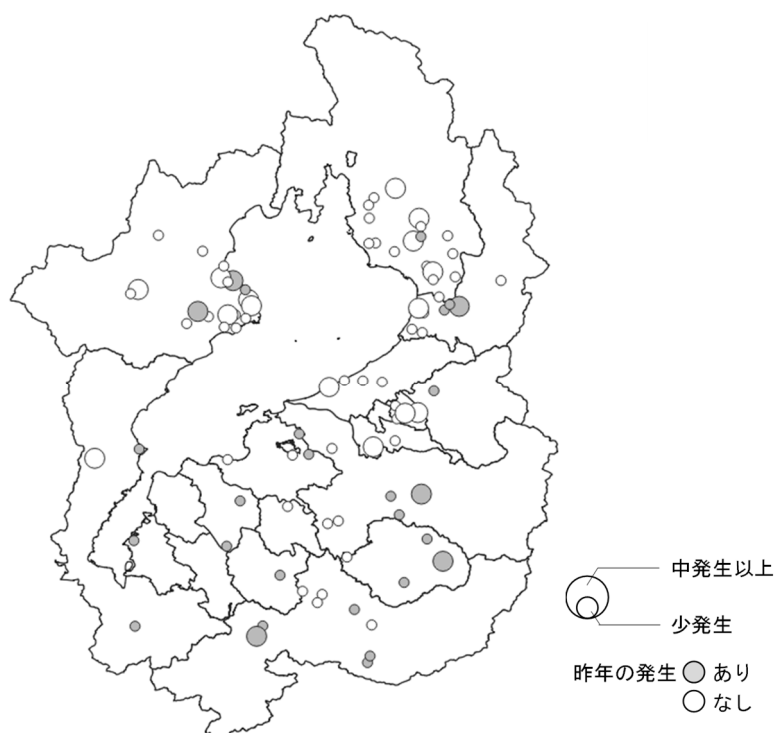 中発生以上
少発生
昨年の発生 あり
なし